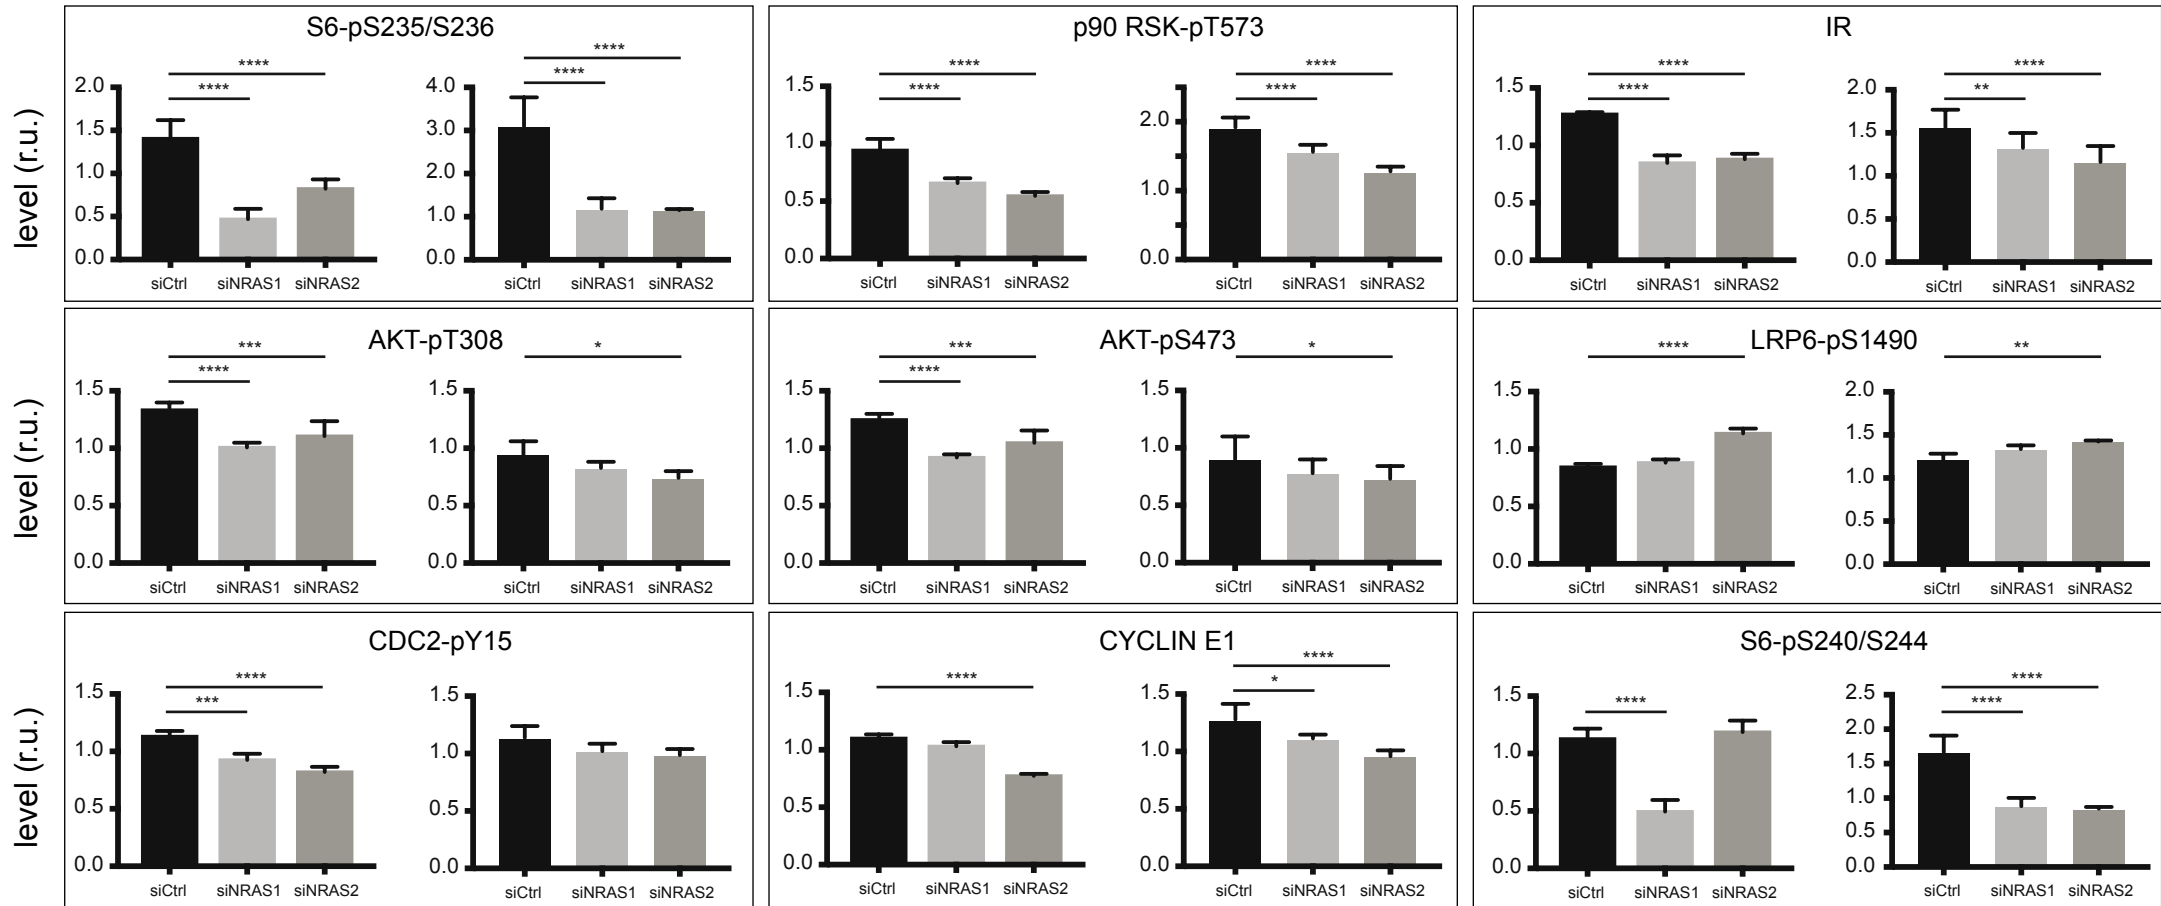 S6-pS235/S236
p90 RSK-pT573
IR
level (r.u.)
**** **** 2.0 1.5 1.0 0.5 0.0 siCtrl siNRAS1 siNRAS2
**** **** 4.0 3.0 2.0 1.0 0.0 siCtrl siNRAS1 siNRAS2
**** **** 1.5 1.0 0.5 0.0 siCtrl siNRAS1 siNRAS2
**** **** 2.0 1.0 0.0 siCtrl siNRAS1 siNRAS2
**** **** 1.5 1.0 0.5 0.0 siCtrl siNRAS1 siNRAS2
**** ** 2.0 1.5 1.0 0.5 0.0 siCtrl siNRAS1 siNRAS2
AKT-pT308
AKT-pS473
LRP6-pS1490
level (r.u.)
*** **** 1.5 1.0 0.5 0.0 siCtrl siNRAS1 siNRAS2
* 1.5 1.0 0.5 0.0 siCtrl siNRAS1 siNRAS2
*** **** 1.5 1.0 0.5 0.0 siCtrl siNRAS1 siNRAS2
* 1.5 1.0 0.5 0.0 siCtrl siNRAS1 siNRAS2
**** 1.5 1.0 0.5 0.0 siCtrl siNRAS1 siNRAS2
** 2.0 1.5 1.0 0.5 0.0 siCtrl siNRAS1 siNRAS2
CDC2-pY15
CYCLIN E1
S6-pS240/S244
level (r.u.)
**** *** 1.5 1.0 0.5 0.0 siCtrl siNRAS1 siNRAS2
1.5 1.0 0.5 0.0 siCtrl siNRAS1 siNRAS2
**** 1.5 1.0 0.5 0.0 siCtrl siNRAS1 siNRAS2
**** * 1.5 1.0 0.5 0.0 siCtrl siNRAS1 siNRAS2
**** 1.5 1.0 0.5 0.0 siCtrl siNRAS1 siNRAS2
**** **** 2.5 2.0 1.5 1.0 0.5 0.0 siCtrl siNRAS1 siNRAS2